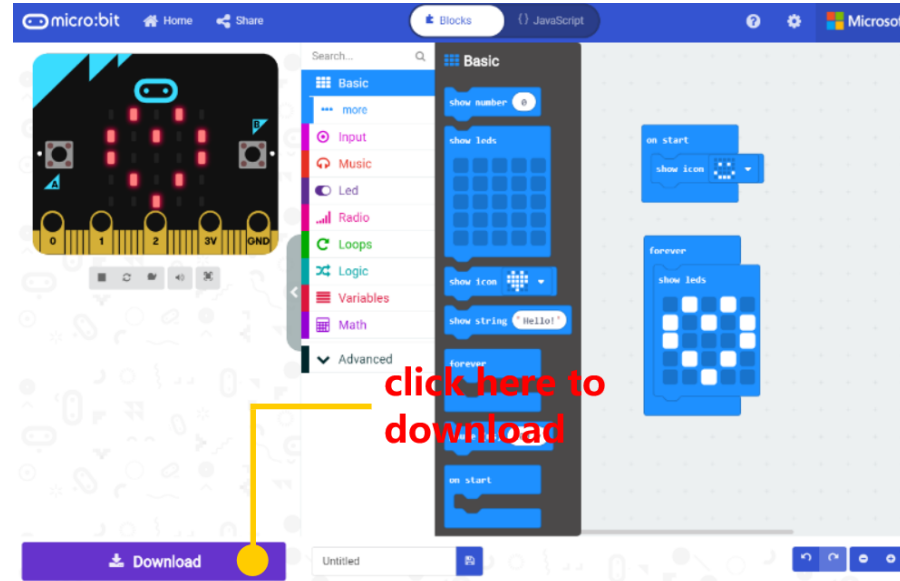 micro:bit Home Share Blocks {} JavaScript ? Microsof
Search...
Basic
more
Input
Music
Led
Radio
Loops
Logic
Variables
Math
Advanced
B
A
0 1 2 3V GND
Basic
show number 0
show leds
show icon
show string "Hello!"
forever
on start
on start
show icon
forever
show leds
click here to
download
Download
Untitled